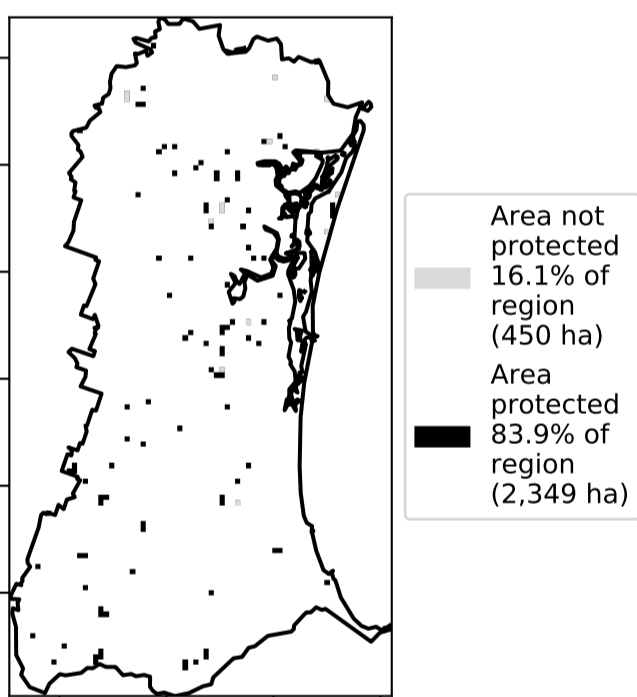 Area not
protected
16.1% of
region
(450 ha)
Area
protected
83.9% of
region
(2,349 ha)